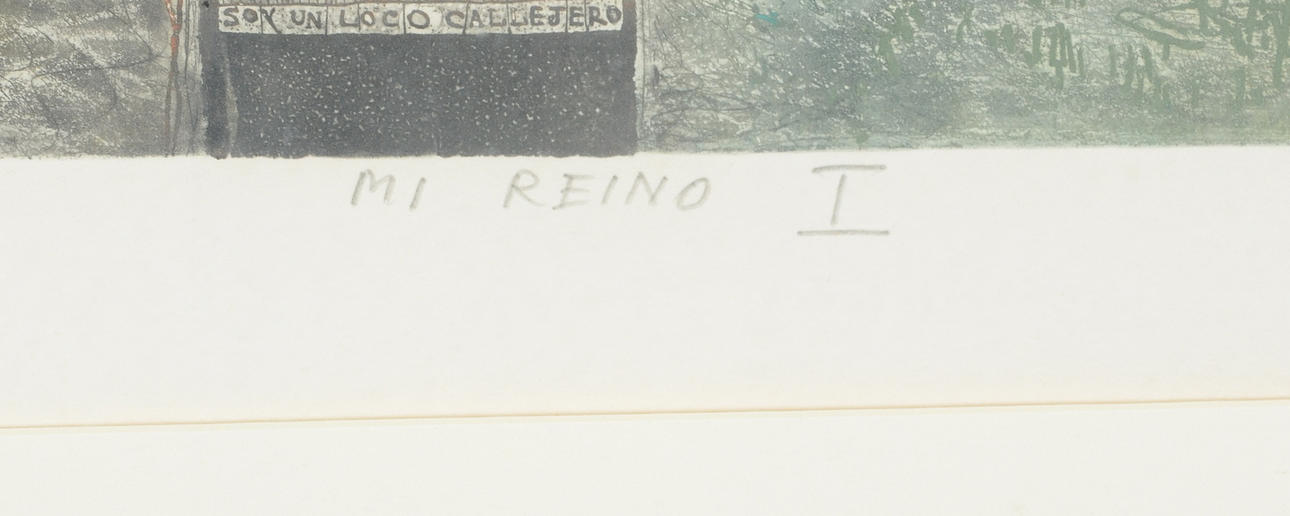 SOY UN LOCO CALLEJERO
MI REINO I